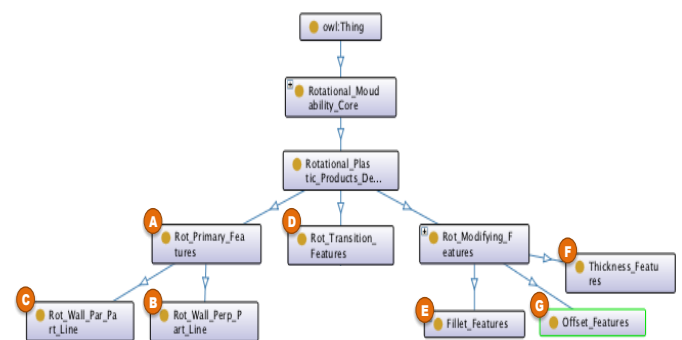 owl:Thing
Rotational_Moud
ability_Core
Rotational_Plas
tic_Products_De...
A
Rot_Primary_Fea
tures
D
Rot_Transition_
Features
Rot_Modifying_F
eatures
F
Thickness_Featu
res
C
Rot_Wall_Par_Pa
rt_Line
B
Rot_Wall_Perp_P
art_Line
E
Fillet_Features
G
Offset_Features